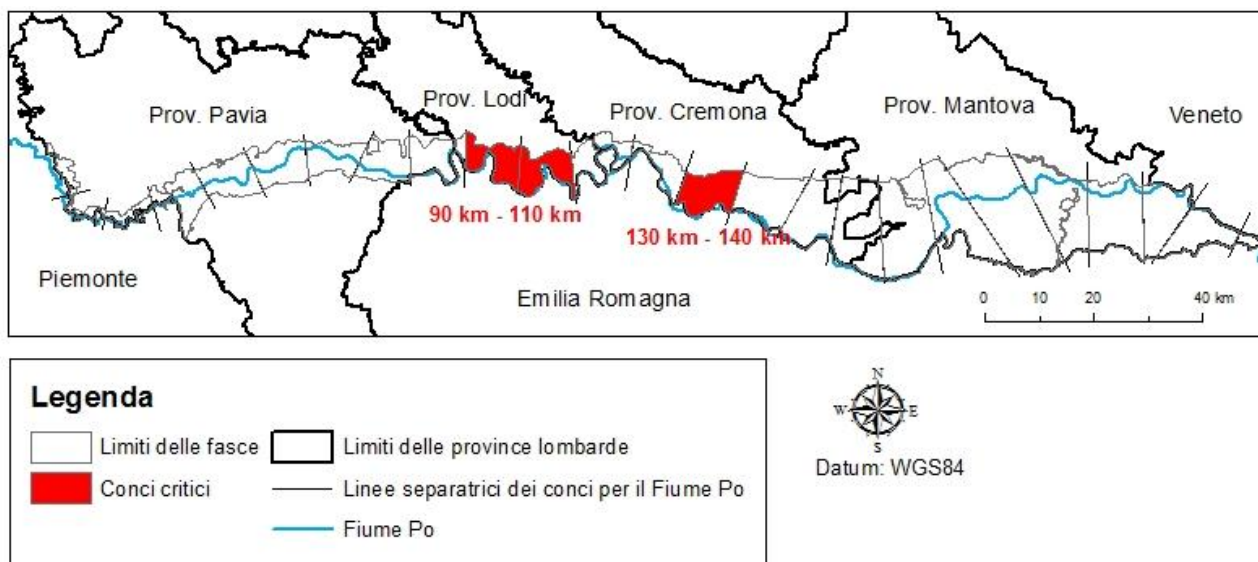 Prov. Pavia
Prov. Lodi
Prov. Cremona
Prov. Mantova
Veneto
90 km - 110 km
130 km - 140 km
Piemonte
Emilia Romagna
0 10 20 40 km
Legenda
Limiti delle fasce
Limiti delle province lombarde
Conci critici
Linee separatrici dei conci per il Fiume Po
Fiume Po
N
W E
S
Datum: WGS84